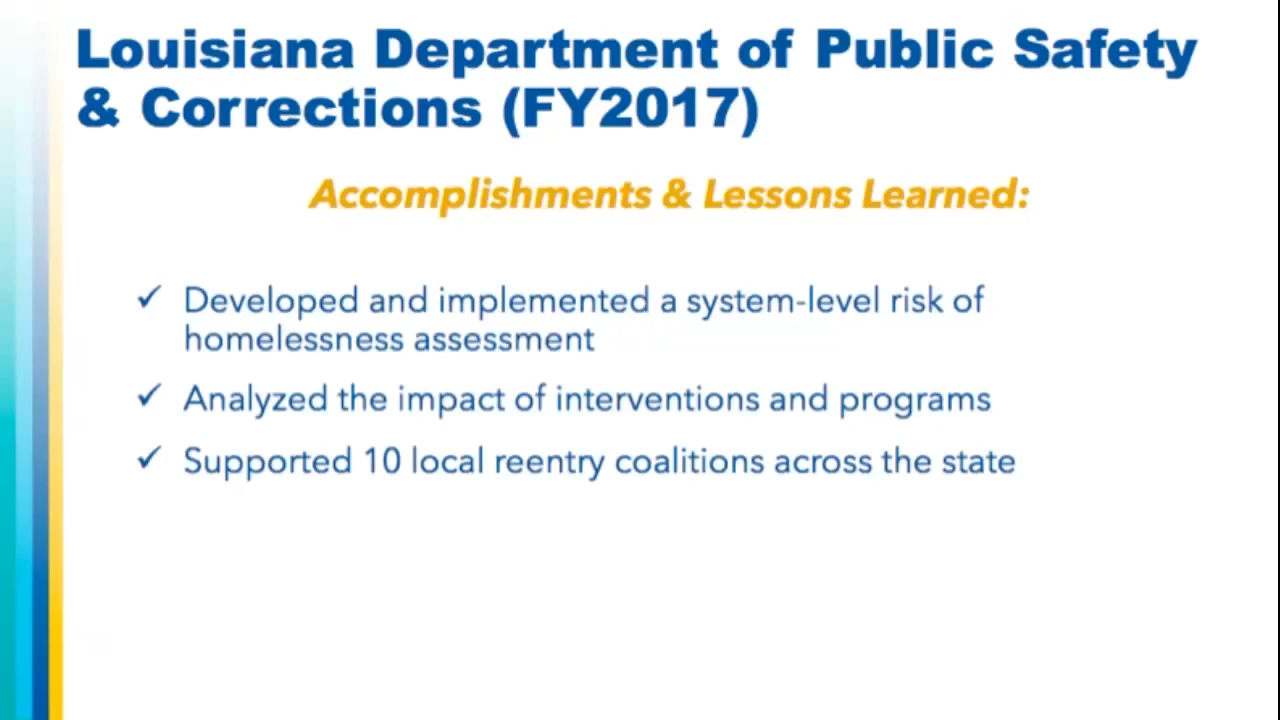 Louisiana Department of Public Safety
& Corrections (FY2017)
Accomplishments & Lessons Learned:
✓ Developed and implemented a system-level risk of
homelessness assessment
✓ Analyzed the impact of interventions and programs
✓ Supported 10 local reentry coalitions across the state